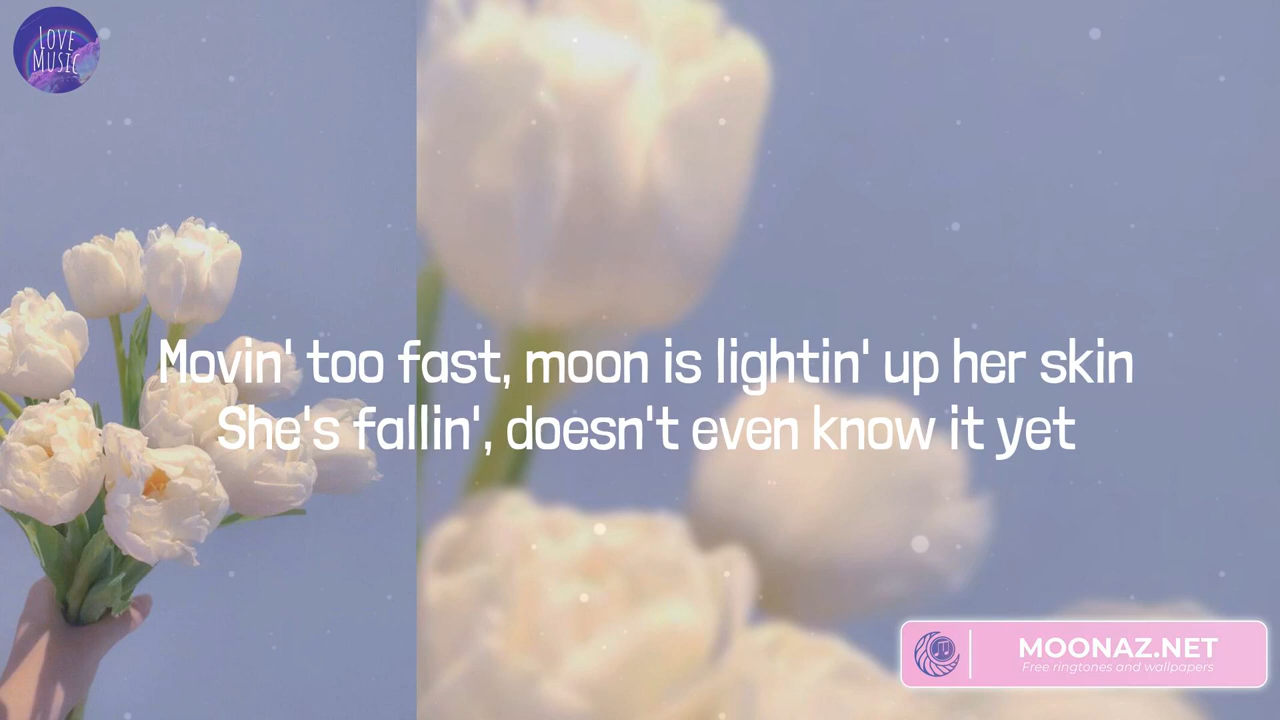 LOVE
MUSIC
Movin' too fast, moon is lightin' up her skin
She's fallin', doesn't even know it yet
MOONAZ.NET
Free ringtones and wallpapers